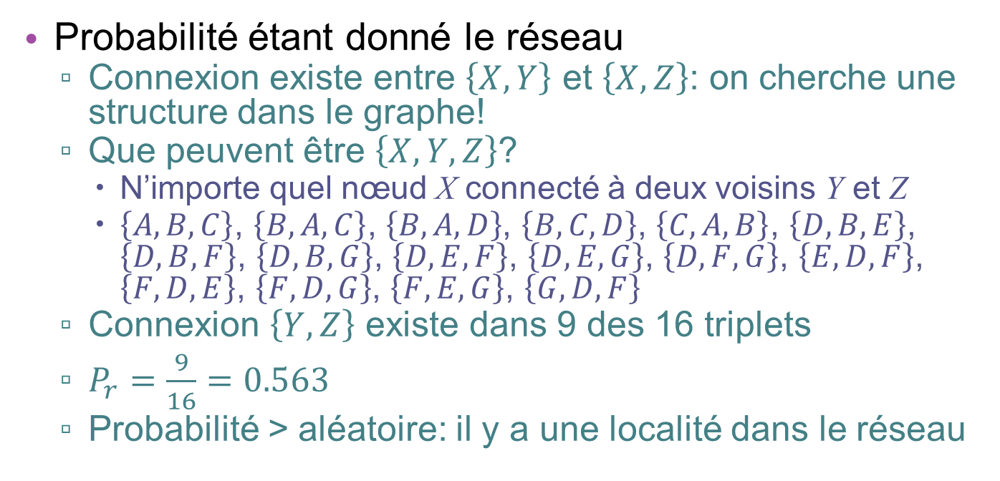 • Probabilité étant donné le réseau
▫ Connexion existe entre {X, Y} et {X, Z}: on cherche une
structure dans le graphe!
▫ Que peuvent être {X, Y, Z}?
• N’importe quel nœud X connecté à deux voisins Y et Z
• {A, B, C}, {B, A, C}, {B, A, D}, {B, C, D}, {C, A, B}, {D, B, E},
{D, B, F}, {D, B, G}, {D, E, F}, {D, E, G}, {D, F, G}, {E, D, F},
{F, D, E}, {F, D, G}, {F, E, G}, {G, D, F}
▫ Connexion {Y, Z} existe dans 9 des 16 triplets
▫ Pᵣ = 9/16 = 0.563
▫ Probabilité > aléatoire: il y a une localité dans le réseau